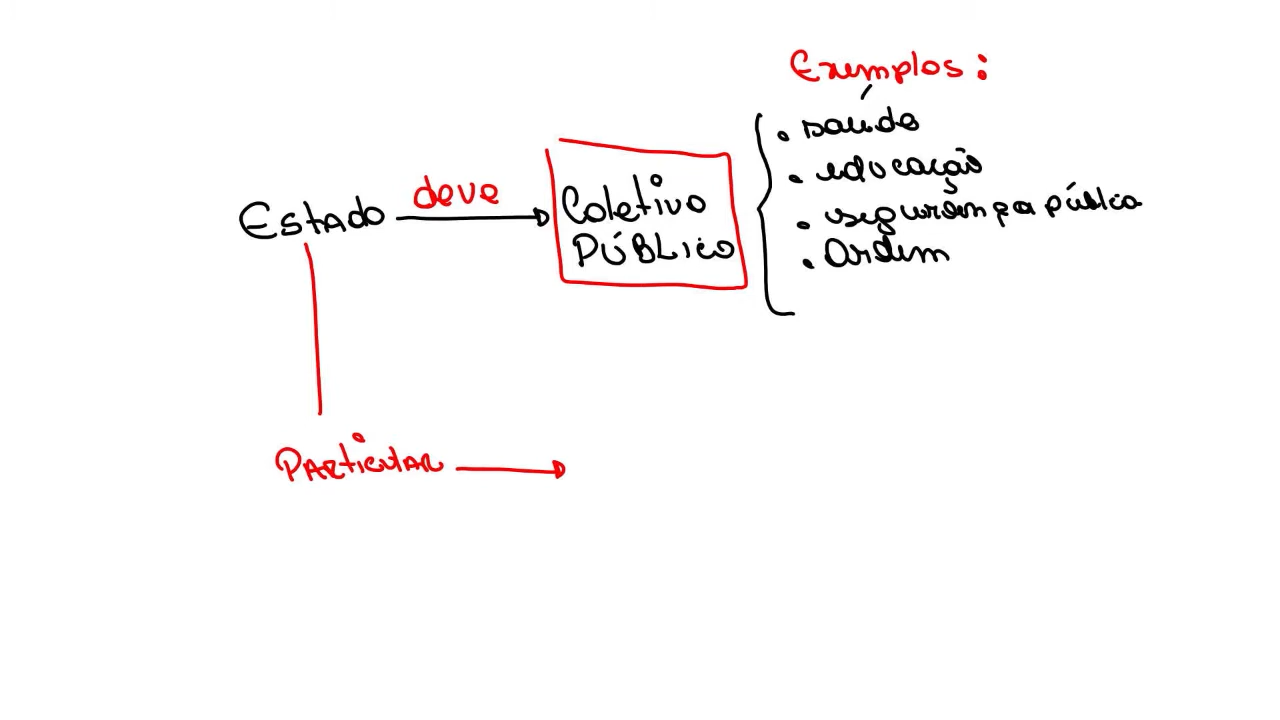 Exemplos:
• saúde
• educação
• segurança pública
• Ordem
Estado deve Coletivo
PÚBLICO
Particular